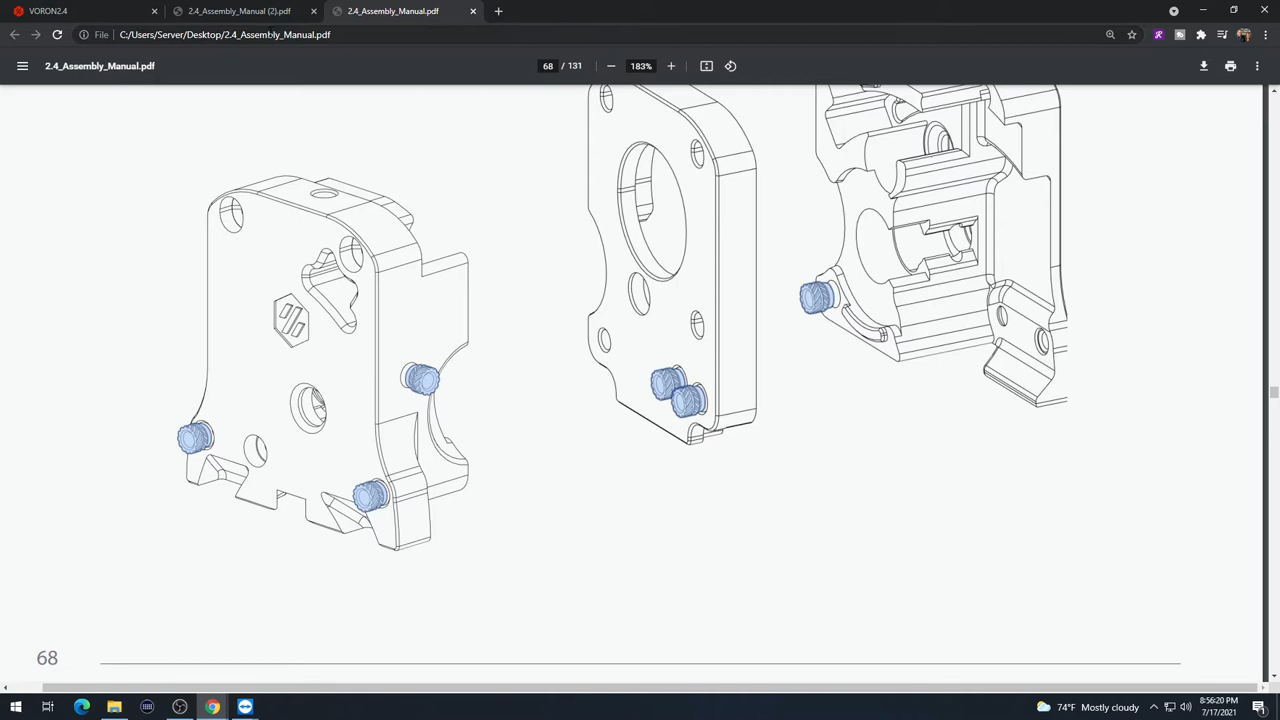 VORON2.4
2.4_Assembly_Manual (2).pdf
2.4_Assembly_Manual.pdf
File
C:/Users/Server/Desktop/2.4_Assembly_Manual.pdf
2.4_Assembly_Manual.pdf
68 / 131
183%
68
74°F Mostly cloudy
8:56:20 PM
7/17/2021